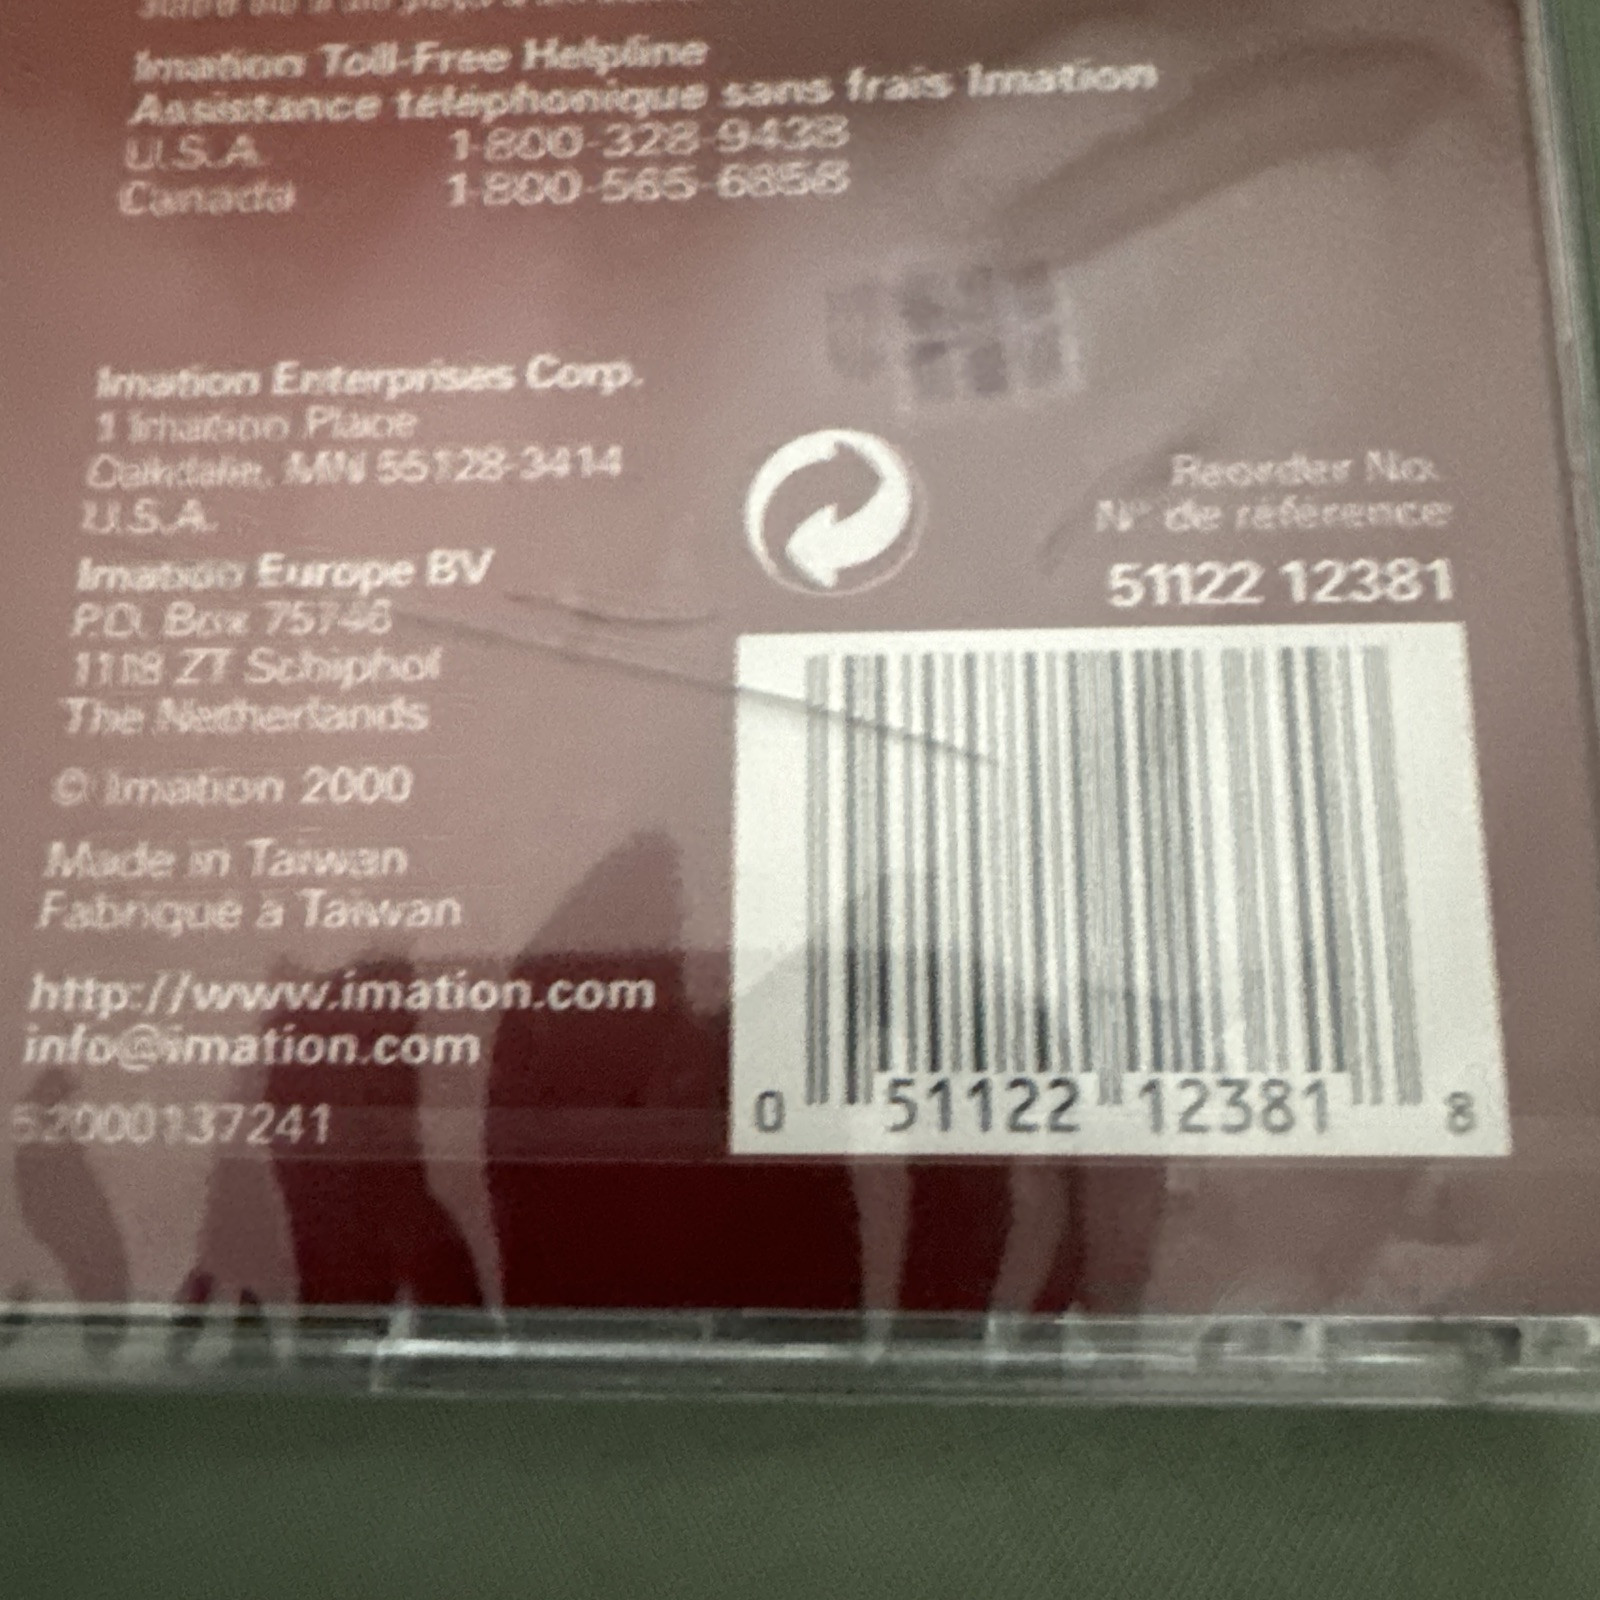 Imation Toll-Free Helpline
Assistance téléphonique sans frais Imation
U.S.A. 1-800-328-9438
Canada 1-800-565-6858
Imation Enterprises Corp.
1 Imation Place
Oakdale, MN 55128-3414
U.S.A.
Imation Europe BV
P.O. Box 75746
1118 ZT Schiphol
The Netherlands
© Imation 2000
Made in Taiwan
Fabriqué à Taiwan
http://www.imation.com
info@imation.com
52000137241
Reorder No.
N° de référence
51122 12381
0 51122 12381 8